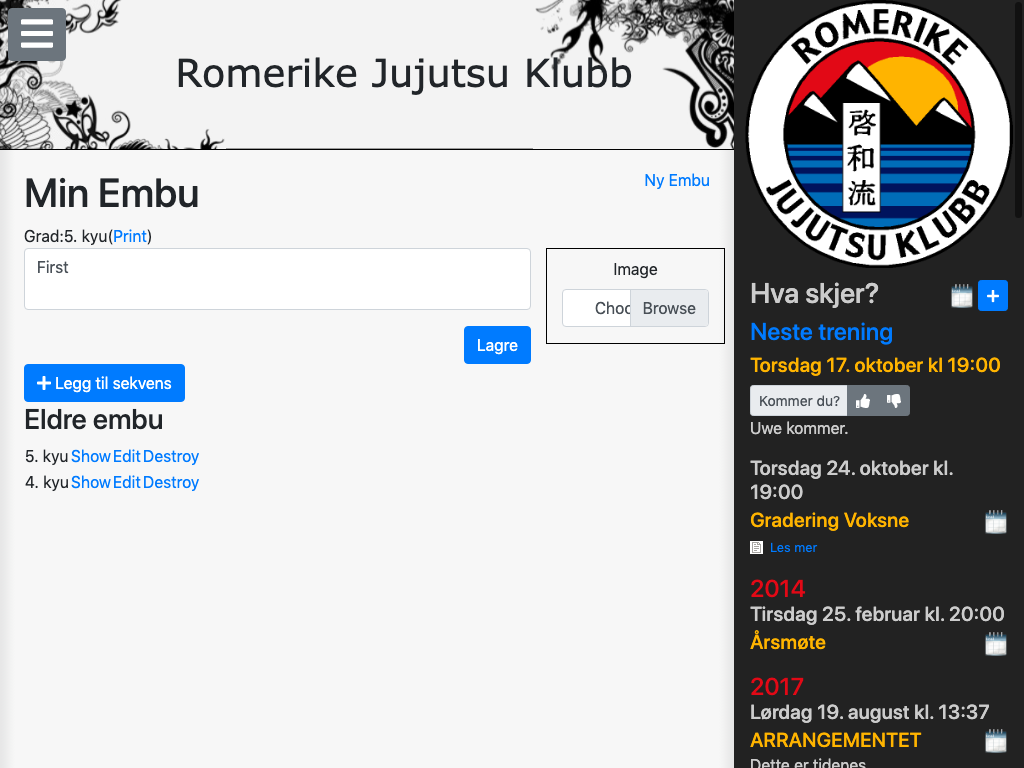 Romerike Jujutsu Klubb
Ny Embu
Min Embu
Grad:5. kyu(Print)
First
Image
Choo
Browse
Lagre
Legg til sekvens
Eldre embu
5. kyu Show Edit Destroy
4. kyu Show Edit Destroy
ROMERIKE
啓和流
JUJUTSU KLUBB
Hva skjer?
Neste trening
Torsdag 17. oktober kl 19:00
Kommer du?
Uwe kommer.
Torsdag 24. oktober kl.
19:00
Gradering Voksne
Les mer
2014
Tirsdag 25. februar kl. 20:00
Årsmøte
2017
Lørdag 19. august kl. 13:37
ARRANGEMENTET
Dette er tidenes